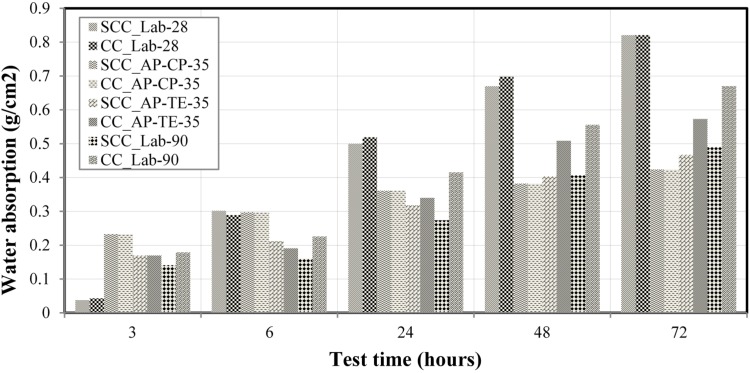 Water absorption (g/cm2)
0.9
0.8
0.7
0.6
0.5
0.4
0.3
0.2
0.1
0
SCC_Lab-28
CC_Lab-28
SCC_AP-CP-35
CC_AP-CP-35
SCC_AP-TE-35
CC_AP-TE-35
SCC_Lab-90
CC_Lab-90
3 6 24 48 72
Test time (hours)